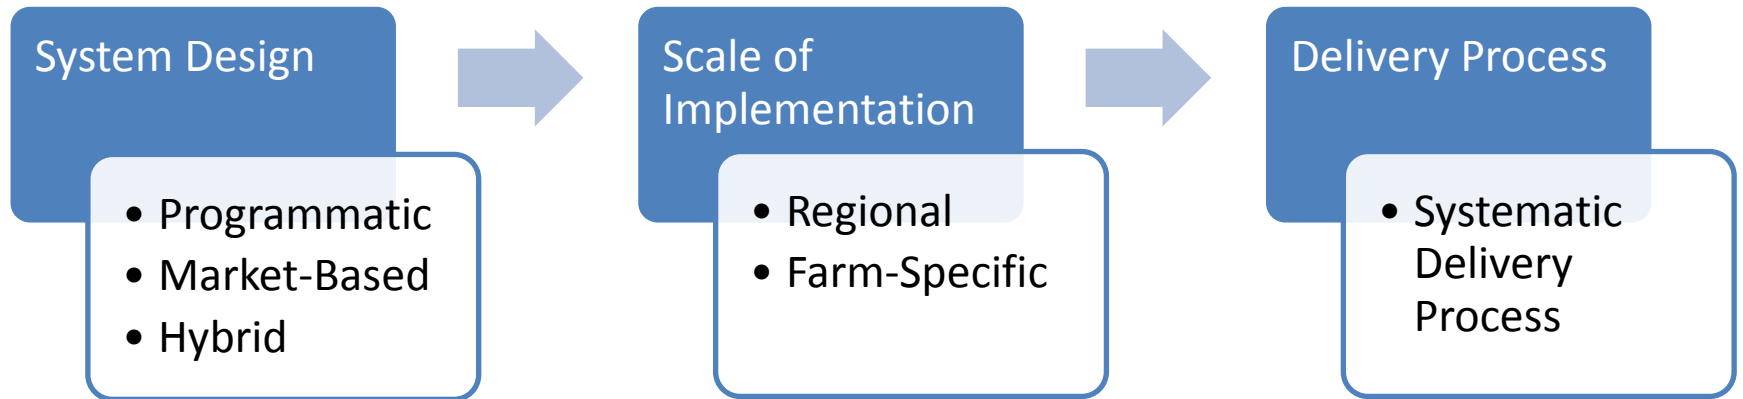 System Design
• Programmatic
• Market-Based
• Hybrid
Scale of
Implementation
• Regional
• Farm-Specific
Delivery Process
• Systematic
Delivery
Process